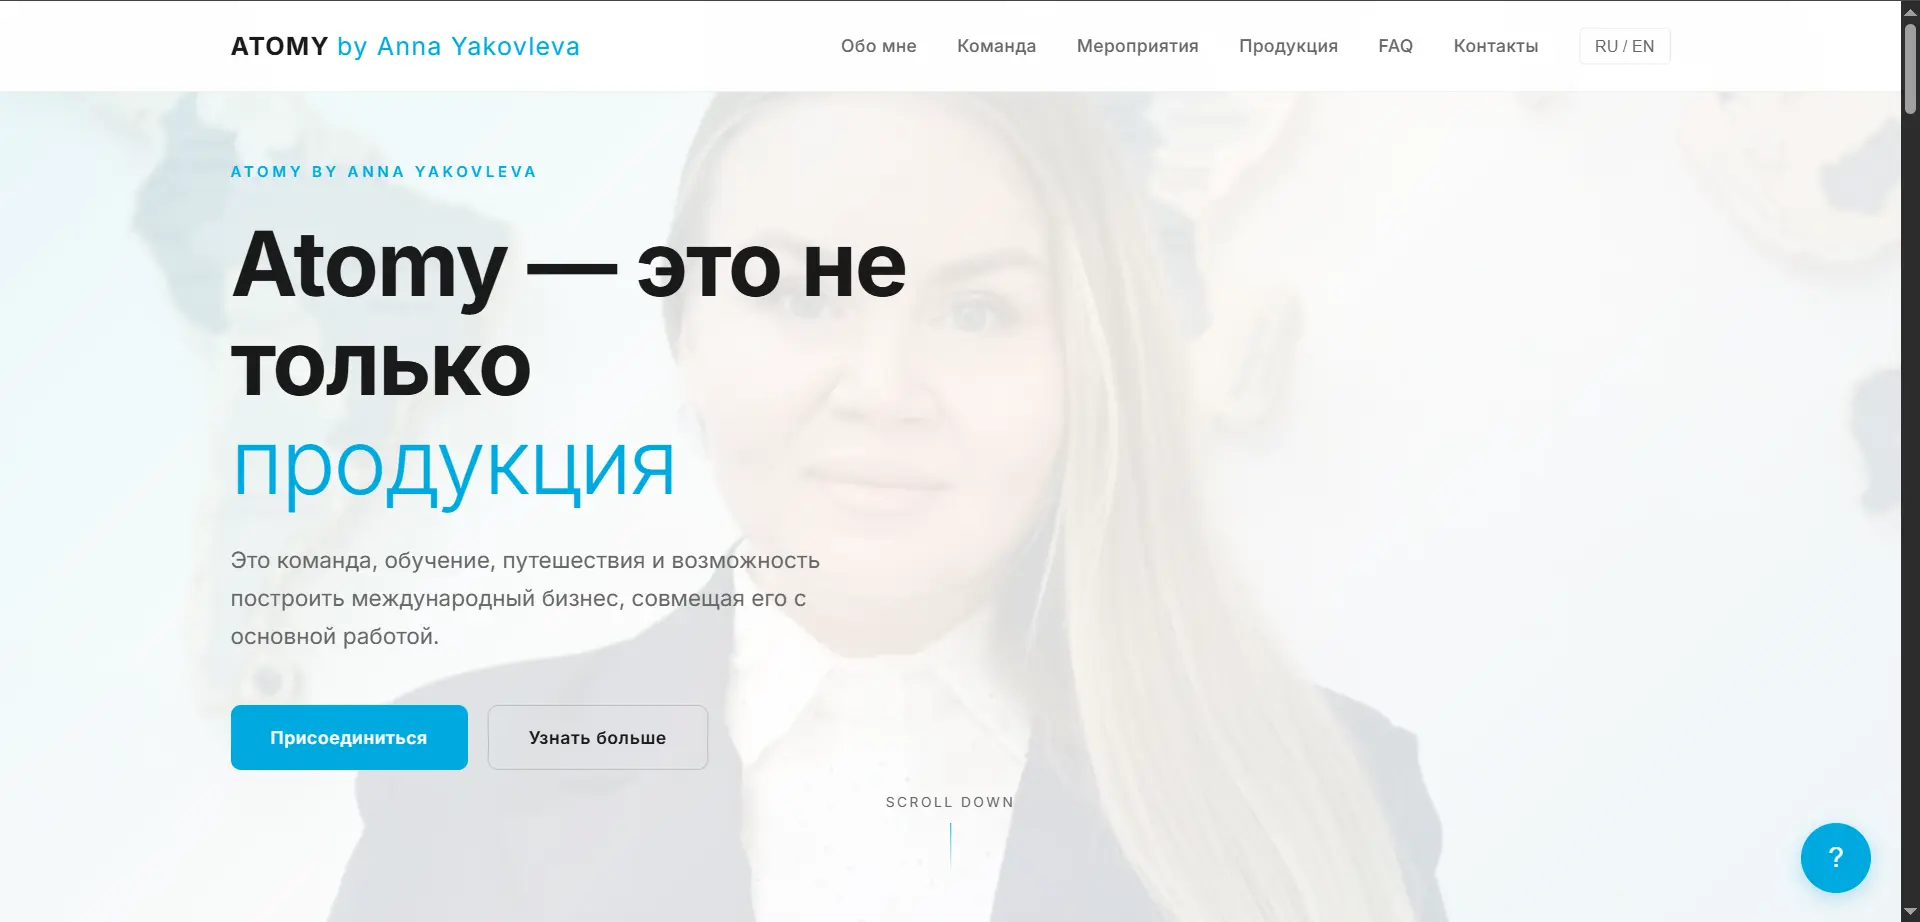 ATOMY by Anna Yakovleva
Обо мне
Команда
Мероприятия
Продукция
FAQ
Контакты
RU / EN
ATOMY BY ANNA YAKOVLEVA
Atomy — это не
только
продукция
Это команда, обучение, путешествия и возможность
построить международный бизнес, совмещая его с
основной работой.
Присоединиться
Узнать больше
SCROLL DOWN
?